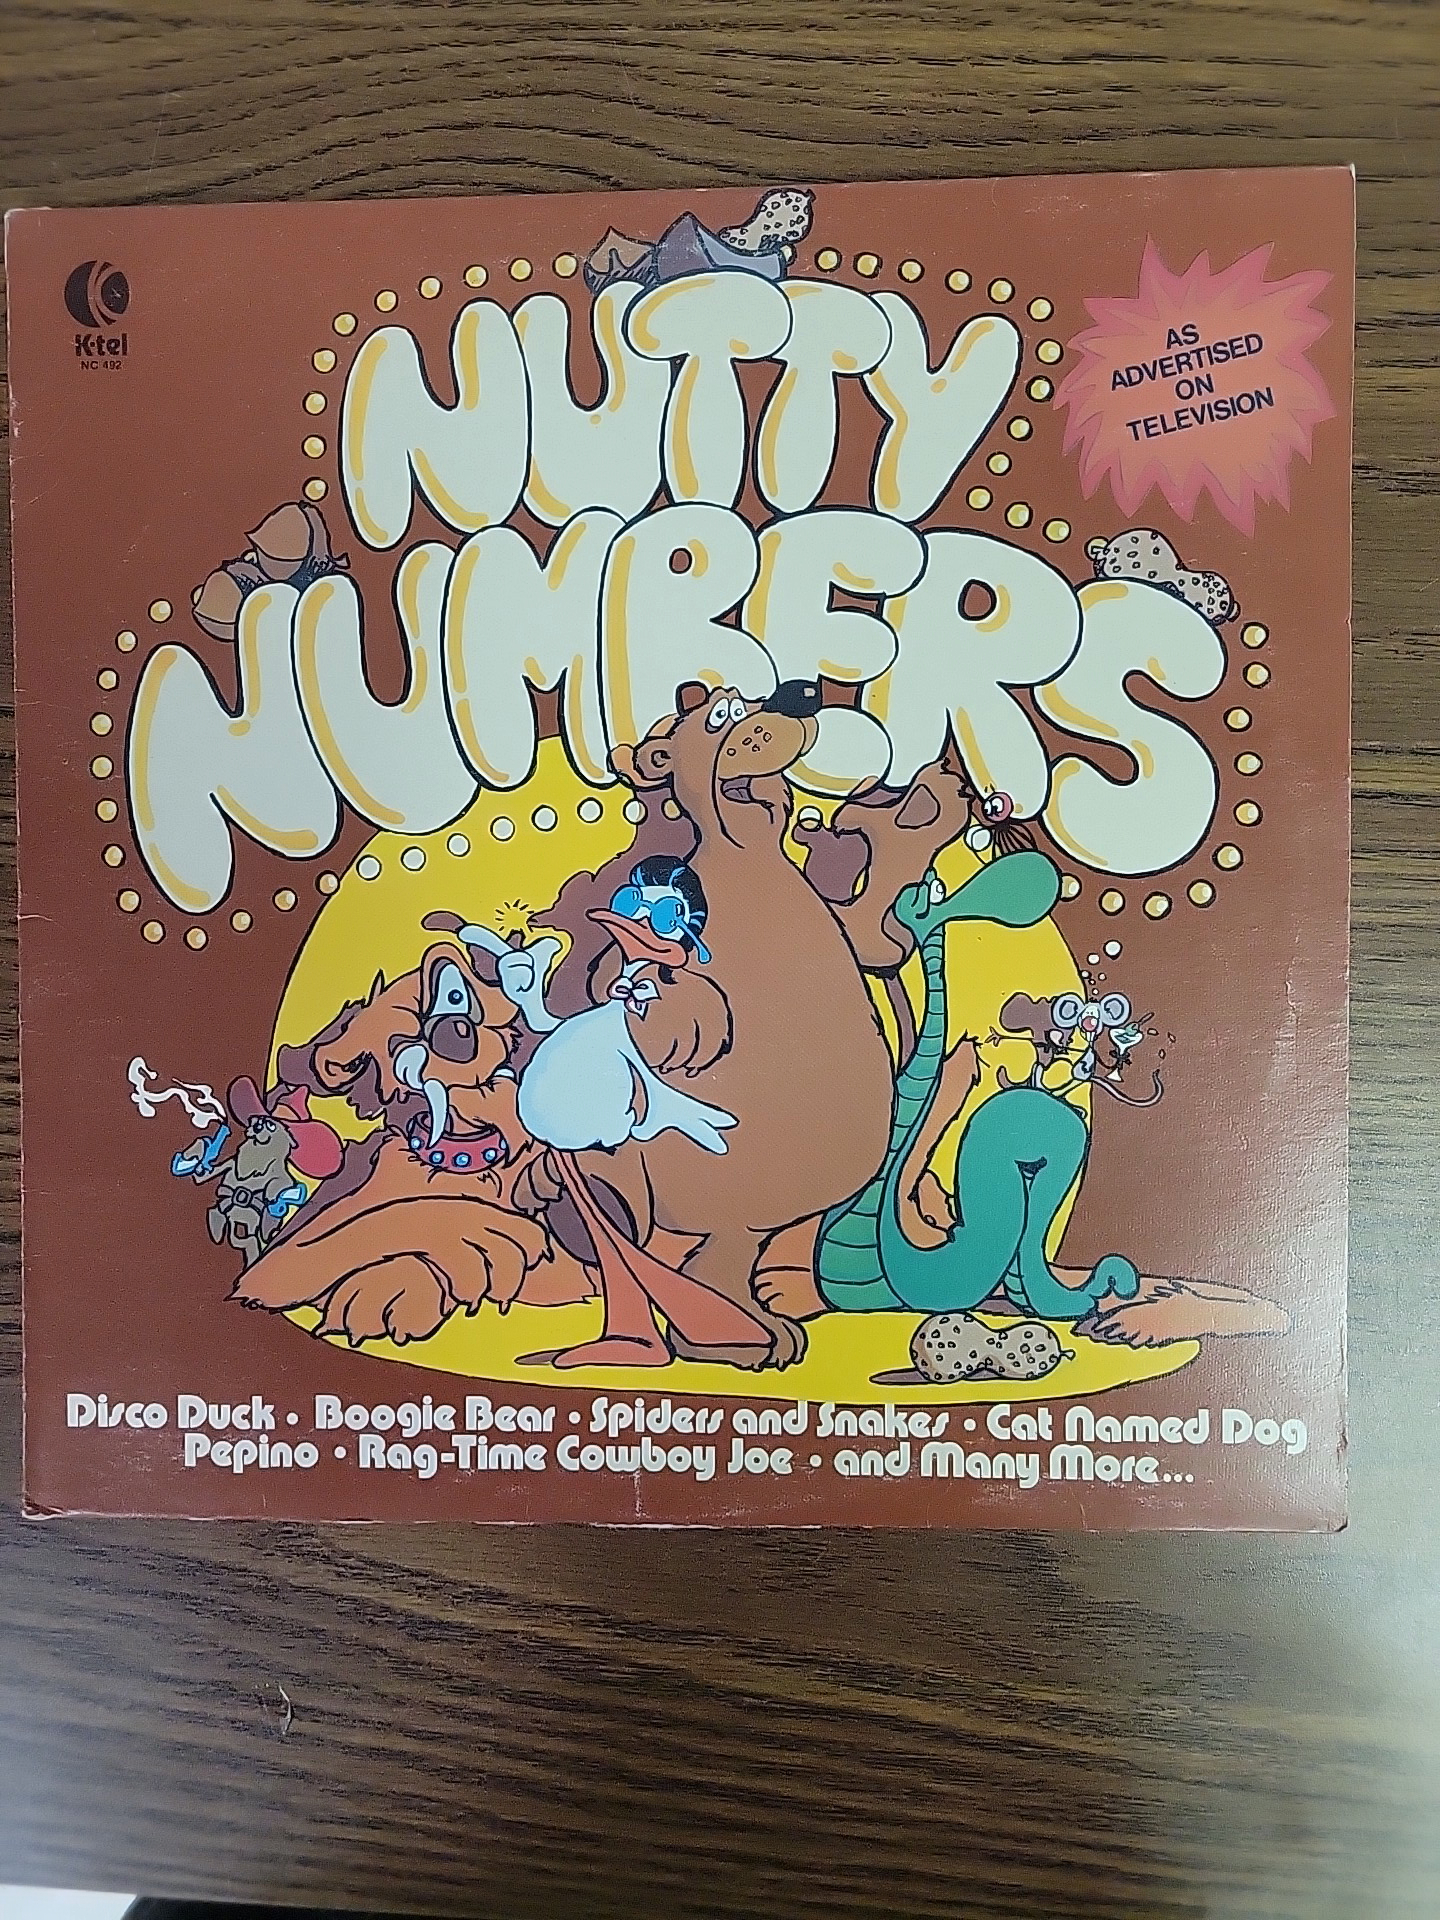 K-tel
NC 492
NUTTY
NUMBERS
AS
ADVERTISED
ON
TELEVISION
Disco Duck • Boogie Bear • Spiders and Snakes • Cat Named Dog
Pepino • Rag-Time Cowboy Joe • and Many More...